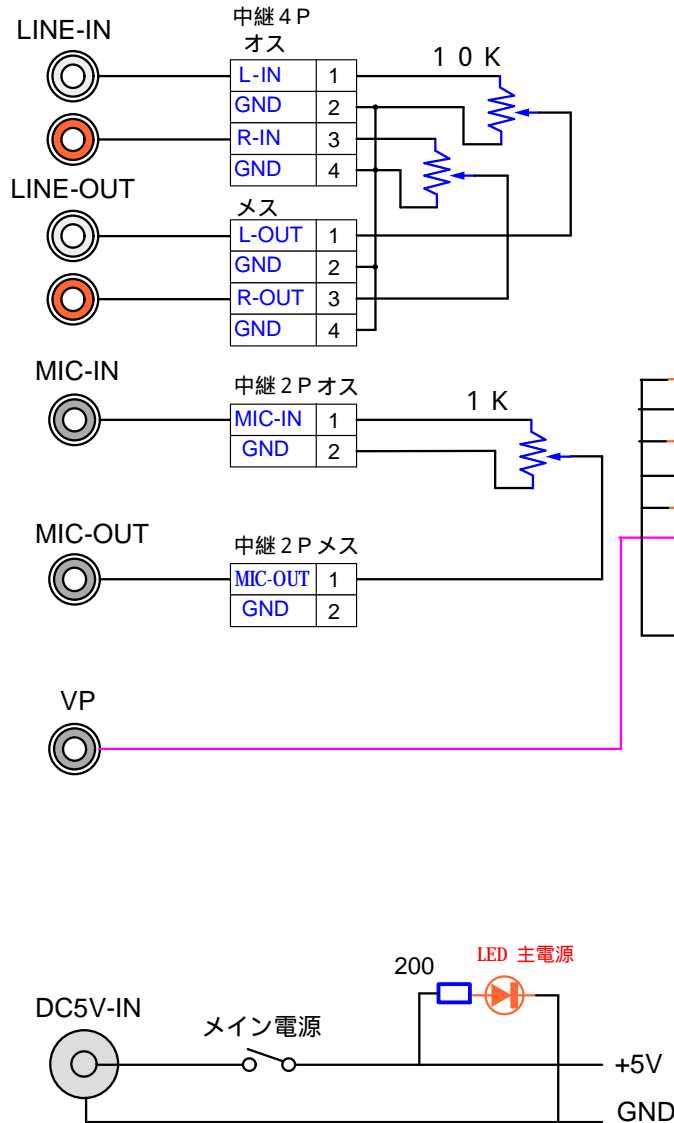 中継４Ｐ
オス
LINE-IN
１０Ｋ
L-IN 1
GND 2
R-IN 3
GND 4
LINE-OUT
メス
L-OUT 1
GND 2
R-OUT 3
GND 4
MIC-IN
中継２Ｐオス
１Ｋ
MIC-IN 1
GND 2
MIC-OUT
中継２Ｐメス
MIC-OUT 1
GND 2
VP
LED 主電源
200
DC5V-IN
メイン電源
+5V
GND